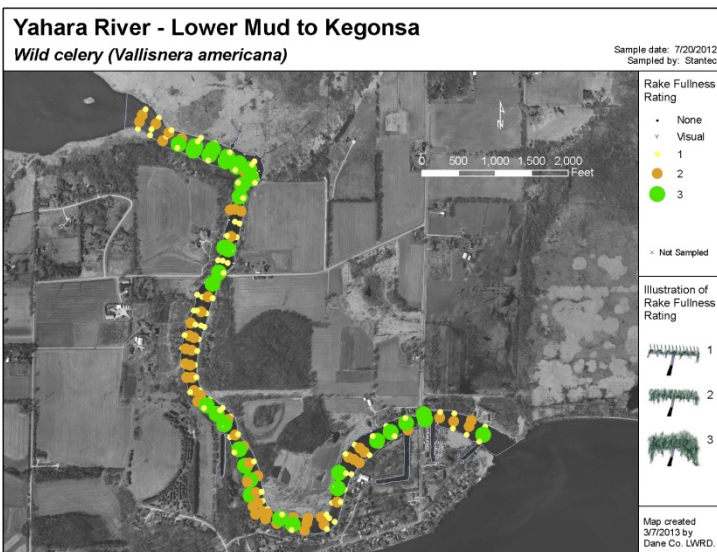 Yahara River - Lower Mud to Kegonsa
Wild celery (Vallisnera americana)
Sample date: 7/20/2012
Sampled by: Stantec
Rake Fullness
Rating
None
Visual
1
2
3
Not Sampled
0 500 1,000 1,500 2,000
Feet
N
Illustration of
Rake Fullness
Rating
1
2
3
Map created
3/7/2013 by
Dane Co. LWRD.